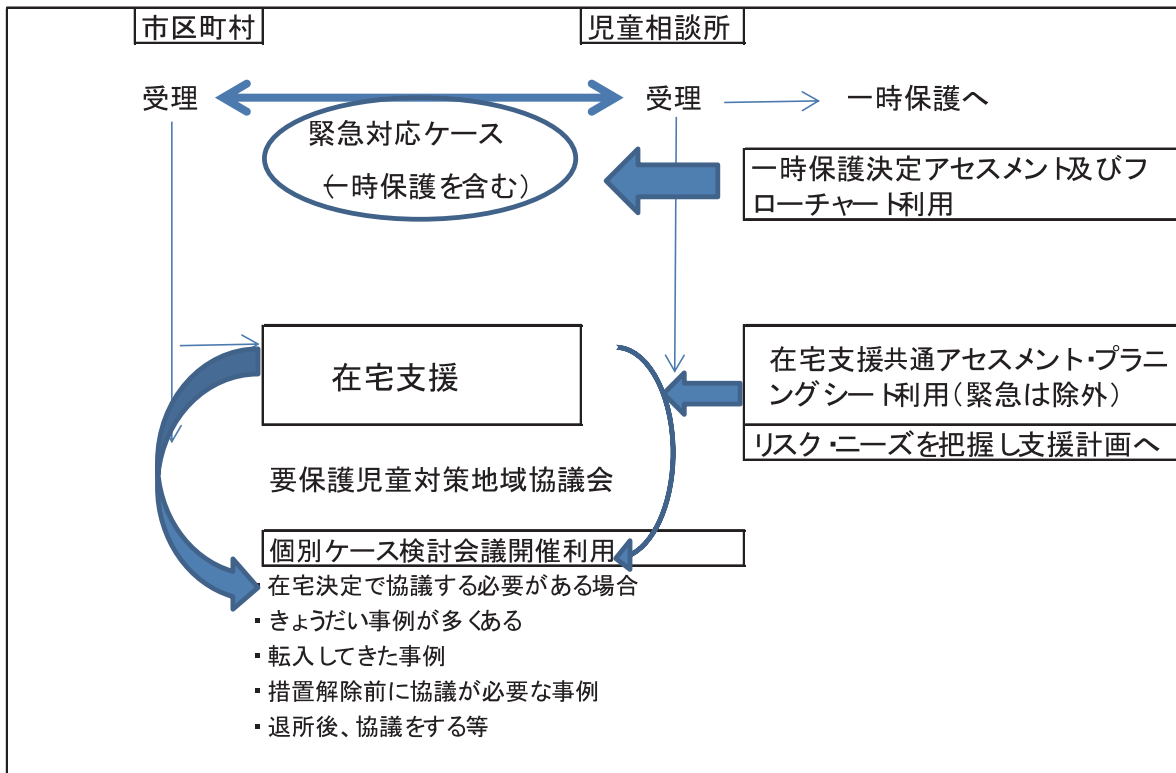 市区町村
児童相談所
受理
受理
一時保護へ
緊急対応ケース
（一時保護を含む）
一時保護決定アセスメント及びフ
ローチャート利用
在宅支援
在宅支援共通アセスメント・プラニ
ングシート利用（緊急は除外）
リスク・ニーズを把握し支援計画へ
要保護児童対策地域協議会
個別ケース検討会議開催利用
・在宅決定で協議する必要がある場合
・きょうだい事例が多くある
・転入してきた事例
・措置解除前に協議が必要な事例
・退所後、協議をする等